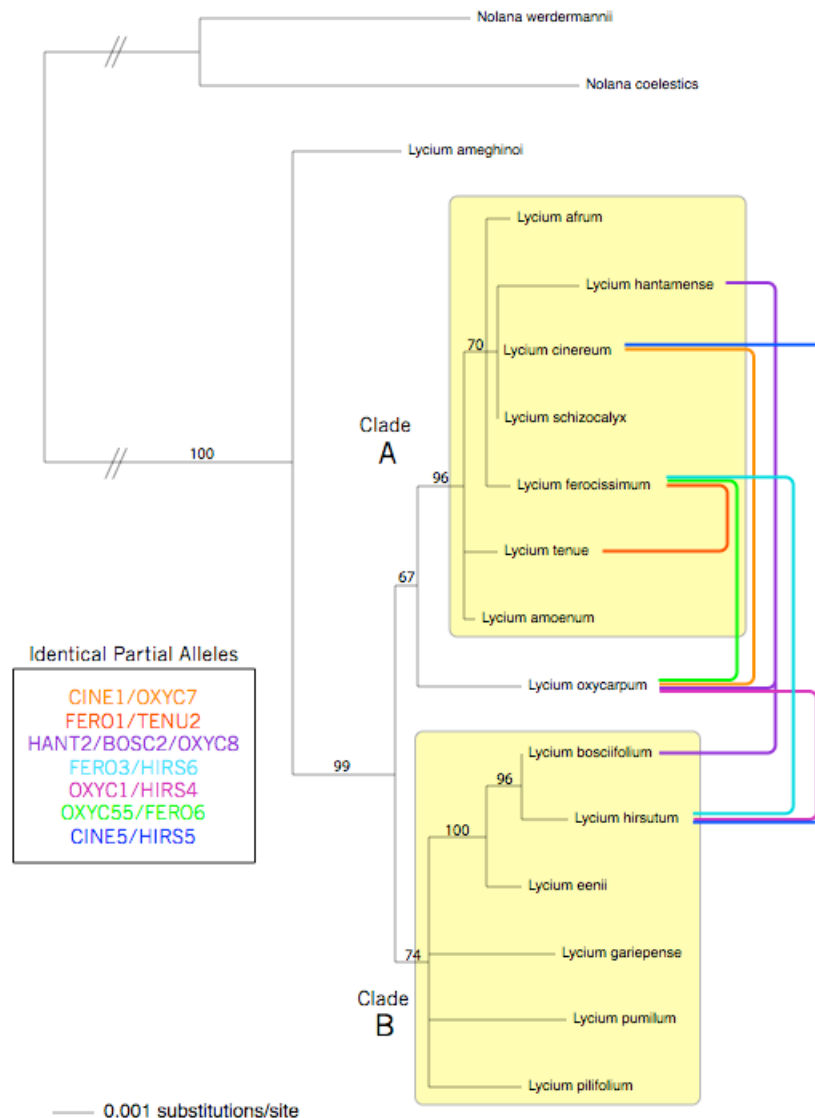 Nolana werdermannii
Nolana coelestics
Lycium ameghinoi
Lycium afrum
Lycium hantamense
70
Lycium cinereum
Lycium schizocalyx
Clade
A
100
96
Lycium ferocissimum
Lycium tenue
67
Lycium amoenum
Identical Partial Alleles
CINE1/OXYC7
FERO1/TENU2
HANT2/BOSC2/OXYC8
FERO3/HIRS6
OXYC1/HIRS4
OXYC55/FERO6
CINE5/HIRS5
Lycium oxycarpum
Lycium bosciifolium
99
96
Lycium hirsutum
100
Lycium eenii
Lycium gariepense
74
Clade
B
Lycium pumilum
Lycium pilifolium
0.001 substitutions/site